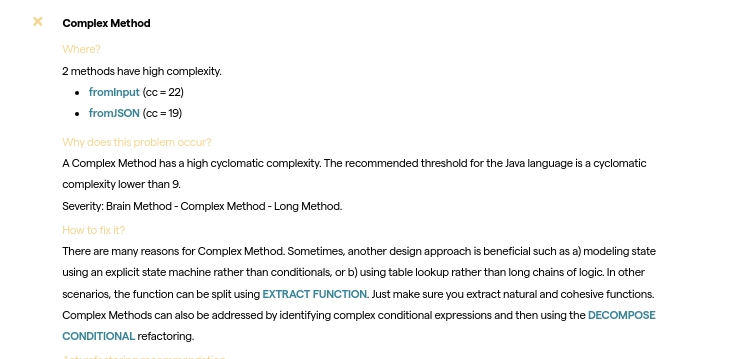 Complex Method
Where?
2 methods have high complexity.
• fromInput (cc = 22)
• fromJSON (cc = 19)
Why does this problem occur?
A Complex Method has a high cyclomatic complexity. The recommended threshold for the Java language is a cyclomatic
complexity lower than 9.
Severity: Brain Method - Complex Method - Long Method.
How to fix it?
There are many reasons for Complex Method. Sometimes, another design approach is beneficial such as a) modeling state
using an explicit state machine rather than conditionals, or b) using table lookup rather than long chains of logic. In other
scenarios, the function can be split using EXTRACT FUNCTION. Just make sure you extract natural and cohesive functions.
Complex Methods can also be addressed by identifying complex conditional expressions and then using the DECOMPOSE
CONDITIONAL refactoring.